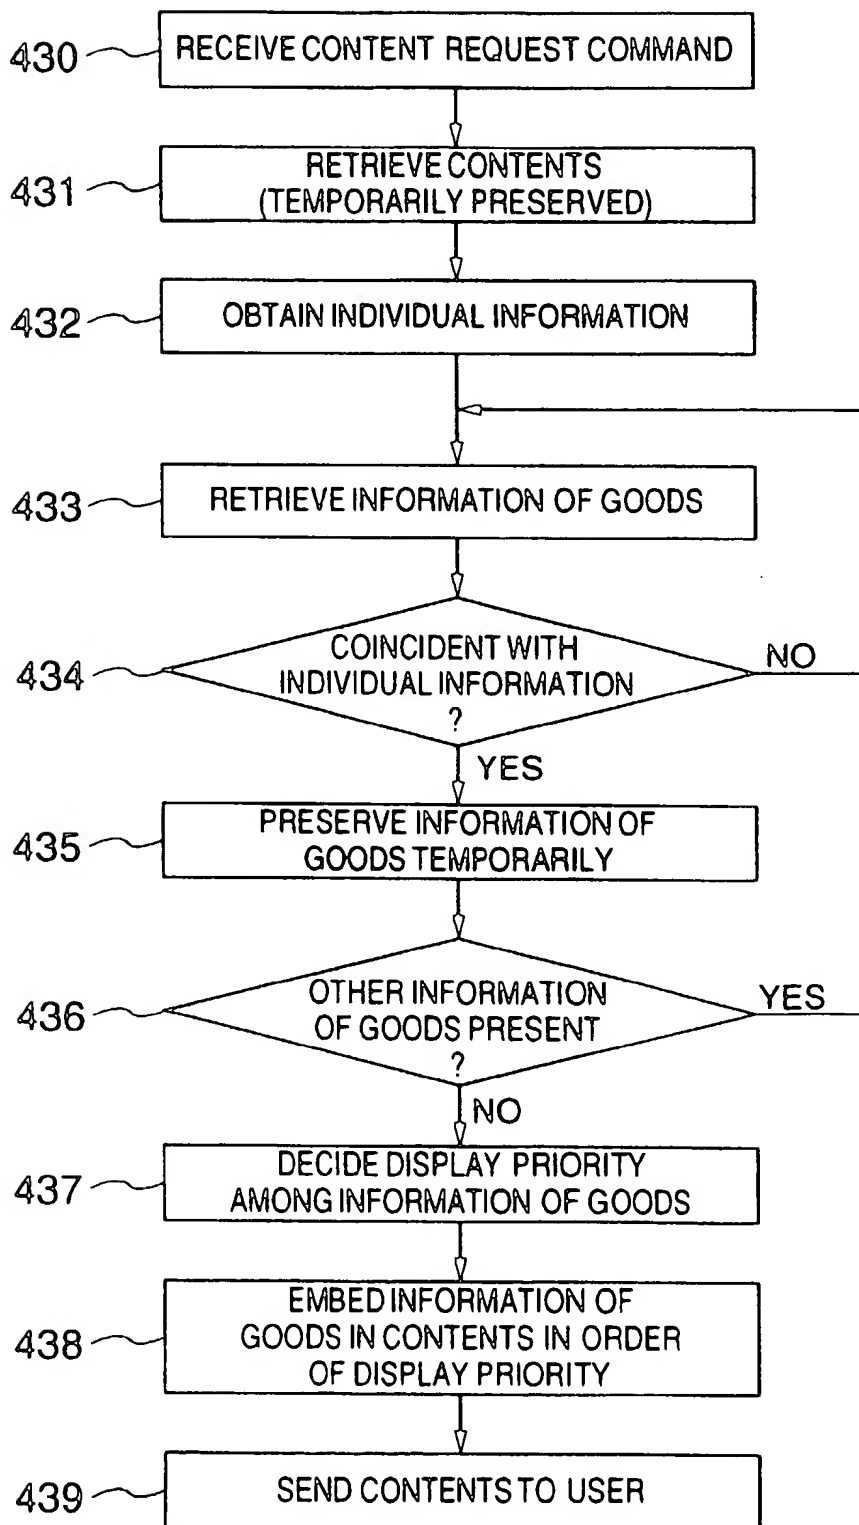 430
RECEIVE CONTENT REQUEST COMMAND
431
RETRIEVE CONTENTS
(TEMPORARILY PRESERVED)
432
OBTAIN INDIVIDUAL INFORMATION
433
RETRIEVE INFORMATION OF GOODS
434
COINCIDENT WITH
INDIVIDUAL INFORMATION
?
NO
YES
435
PRESERVE INFORMATION OF
GOODS TEMPORARILY
436
OTHER INFORMATION
OF GOODS PRESENT
?
YES
NO
437
DECIDE DISPLAY PRIORITY
AMONG INFORMATION OF GOODS
438
EMBED INFORMATION OF
GOODS IN CONTENTS IN ORDER
OF DISPLAY PRIORITY
439
SEND CONTENTS TO USER